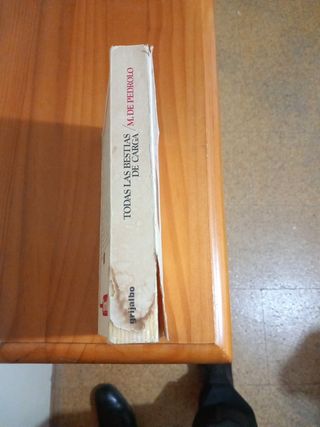 TODAS LAS BESTIAS
DE CARGA
/ M. DE PEDROLO
grijalbo